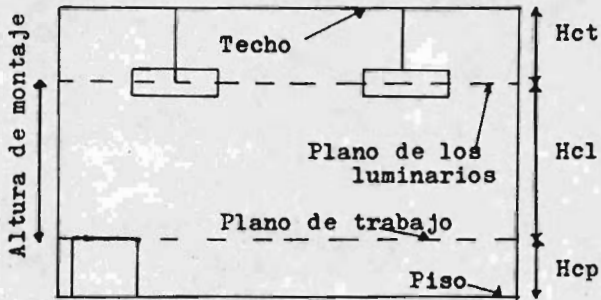 Techo
Hct
Altura de montaje
Plano de los
luminarios
Hcl
Plano de trabajo
Piso
Hcp